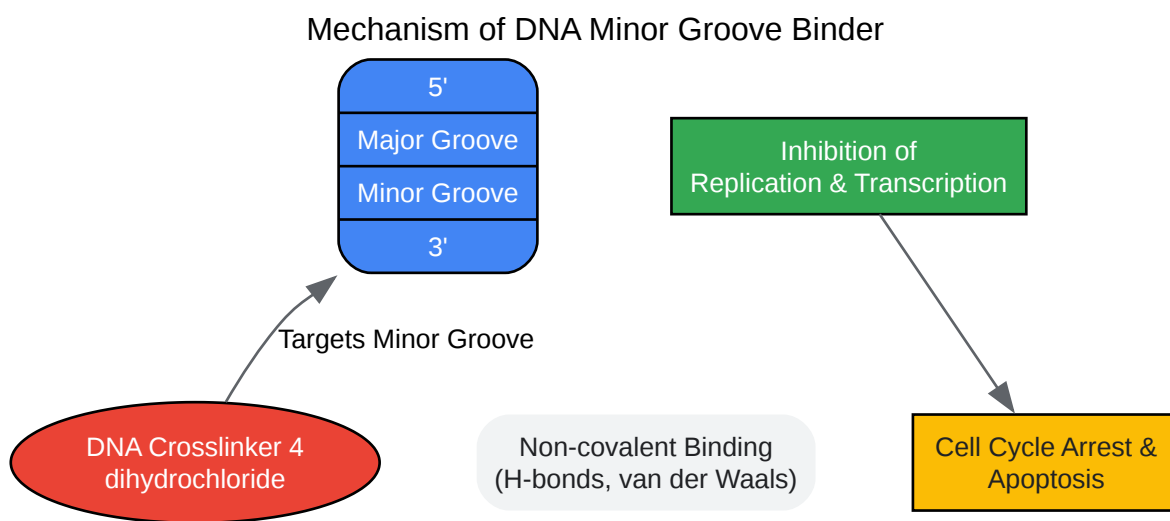 Mechanism of DNA Minor Groove Binder
5'
Major Groove
Minor Groove
3'
Inhibition of
Replication & Transcription
Targets Minor Groove
DNA Crosslinker 4
dihydrochloride
Non-covalent Binding
(H-bonds, van der Waals)
Cell Cycle Arrest &
Apoptosis